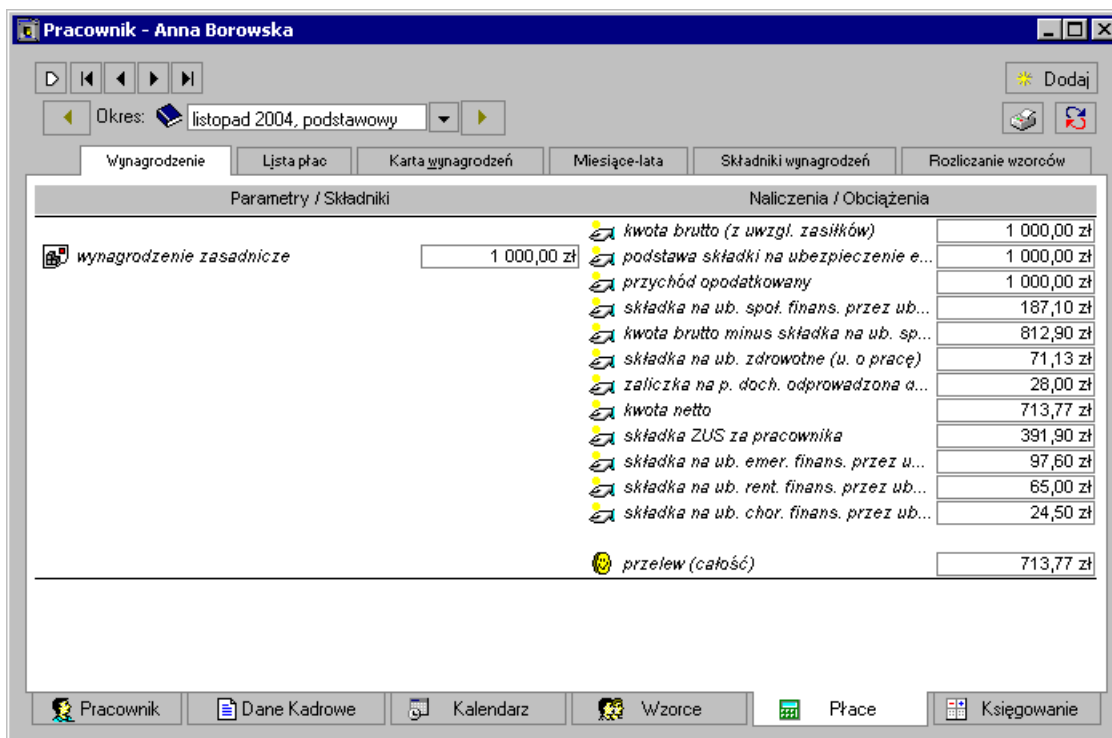 Pracownik - Anna Borowska
Dodaj
Okres: listopad 2004, podstawowy
Wynagrodzenie Lista płac Karta wynagrodzeń Miesiące-lata Składniki wynagrodzeń Rozliczanie wzorców
Parametry / Składniki Naliczenia / Obciążenia
kwota brutto (z uwzgl. zasiłków) 1 000,00 zł
wynagrodzenie zasadnicze 1 000,00 zł podstawa składki na ubezpieczenie e... 1 000,00 zł
przychód opodatkowany 1 000,00 zł
składka na ub. społ. finans. przez ub... 187,10 zł
kwota brutto minus składka na ub. sp... 812,90 zł
składka na ub. zdrowotne (u. o pracę) 71,13 zł
zaliczka na p. doch. odprowadzona d... 28,00 zł
kwota netto 713,77 zł
składka ZUS za pracownika 391,90 zł
składka na ub. emer. finans. przez u... 97,60 zł
składka na ub. rent. finans. przez ub... 65,00 zł
składka na ub. chor. finans. przez ub... 24,50 zł
przelew (całość) 713,77 zł
Pracownik Dane Kadrowe Kalendarz Wzorce Płace Księgowanie